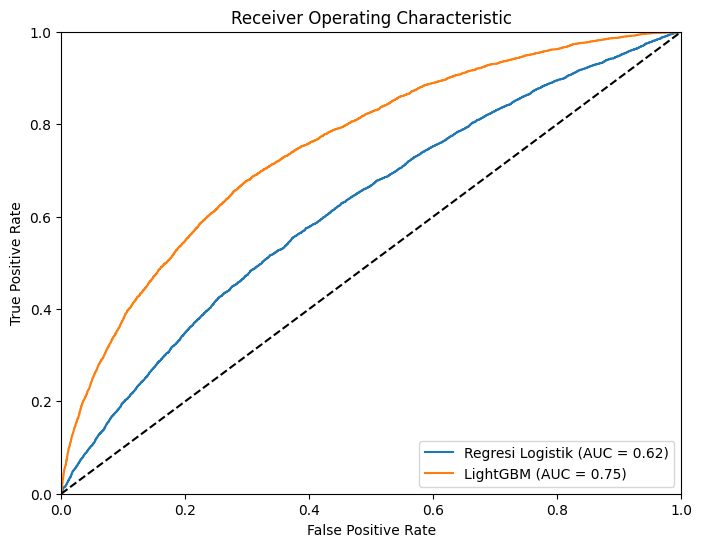 Receiver Operating Characteristic
True Positive Rate
1.0
0.8
0.6
0.4
0.2
0.0
Regresi Logistik (AUC = 0.62)
LightGBM (AUC = 0.75)
0.0 0.2 0.4 0.6 0.8 1.0
False Positive Rate